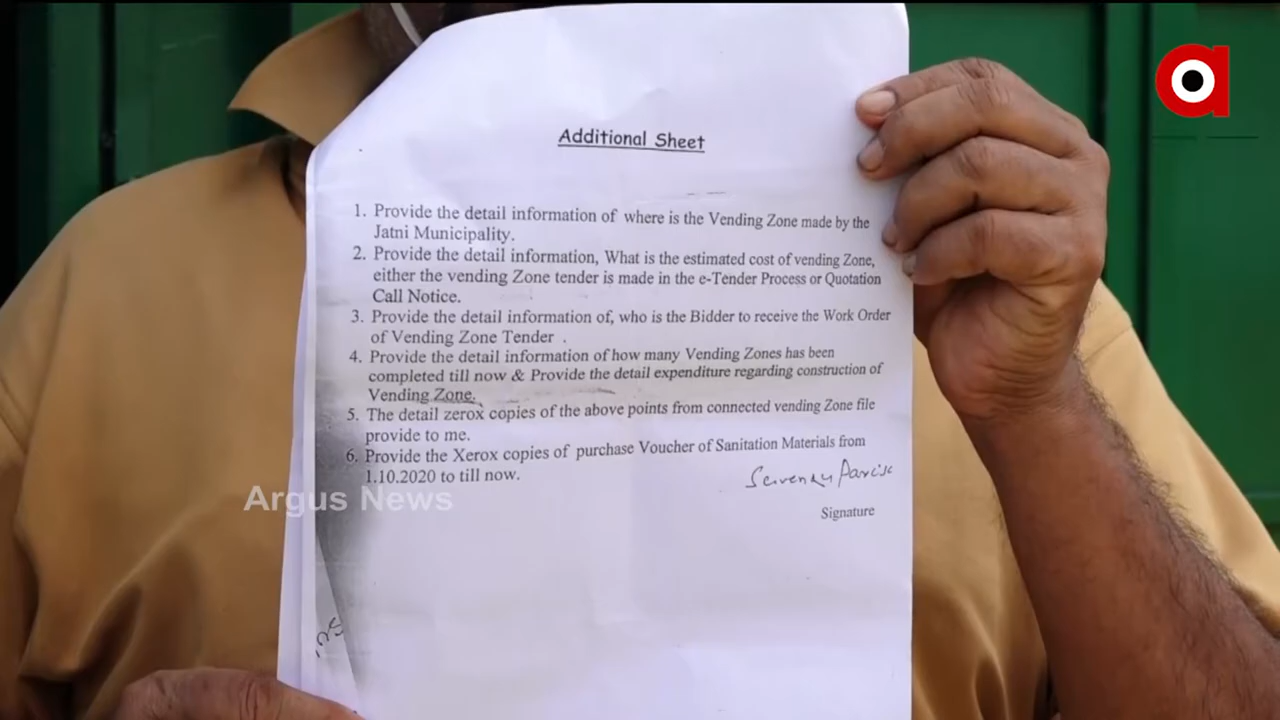 Additional Sheet
1. Provide the detail information of where is the Vending Zone made by the
Jatni Municipality.
2. Provide the detail information, What is the estimated cost of vending Zone,
either the vending Zone tender is made in the e-Tender Process or Quotation
Call Notice.
3. Provide the detail information of, who is the Bidder to receive the Work Order
of Vending Zone Tender .
4. Provide the detail information of how many Vending Zones has been
completed till now & Provide the detail expenditure regarding construction of
Vending Zone.
5. The detail zerox copies of the above points from connected vending Zone file
provide to me.
6. Provide the Xerox copies of purchase Voucher of Sanitation Materials from
1.10.2020 to till now.
Signature
Argus News